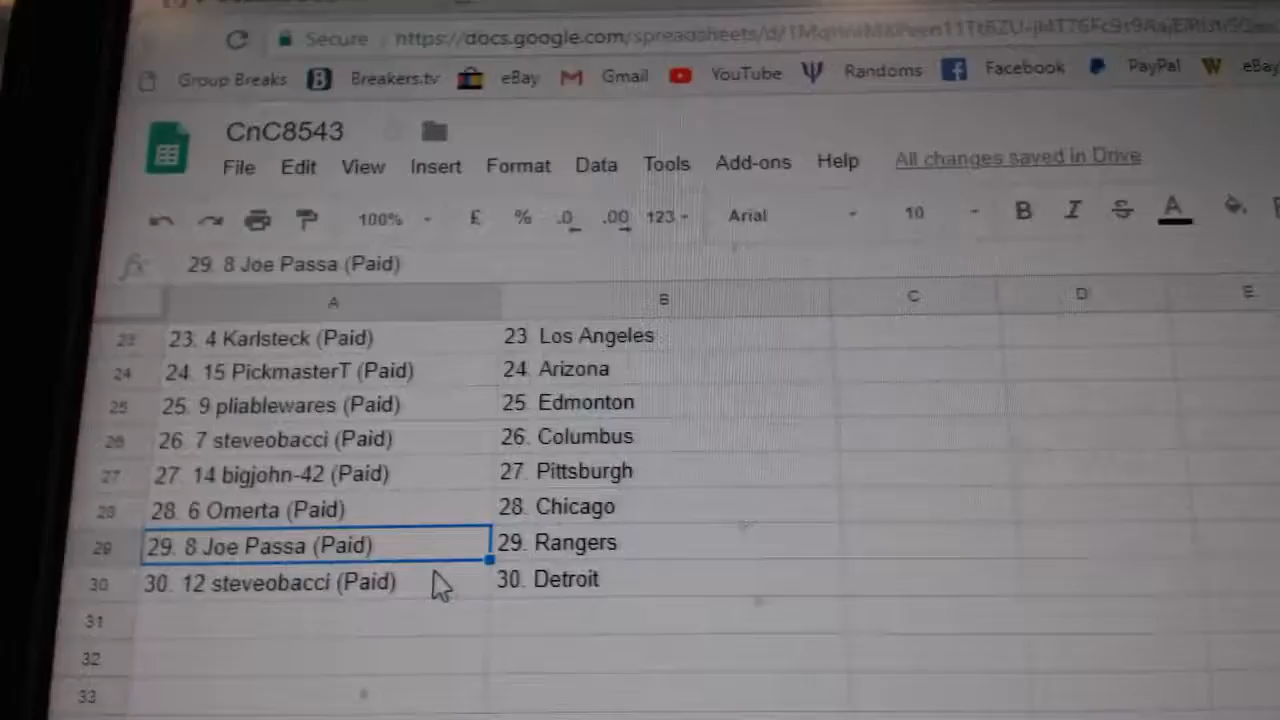 Secure https://docs.google.com/spreadsheets/d/
Group Breaks B Breakers.tv eBay Gmail YouTube Randoms Facebook PayPal W eBay
CnC8543
File Edit View Insert Format Data Tools Add-ons Help All changes saved in Drive
100% £ % .0 .00 123 Arial 10 B I S A
fx 29. 8 Joe Passa (Paid)
A B C D E
23 23. 4 Karlsteck (Paid) 23 Los Angeles
24 24. 15 PickmasterT (Paid) 24. Arizona
25 25. 9 pliablewares (Paid) 25. Edmonton
26 26. 7 steveobacci (Paid) 26. Columbus
27 27. 14 bigjohn-42 (Paid) 27. Pittsburgh
28 28. 6 Omerta (Paid) 28. Chicago
29 29. 8 Joe Passa (Paid) 29. Rangers
30 30. 12 steveobacci (Paid) 30. Detroit
31
32
33